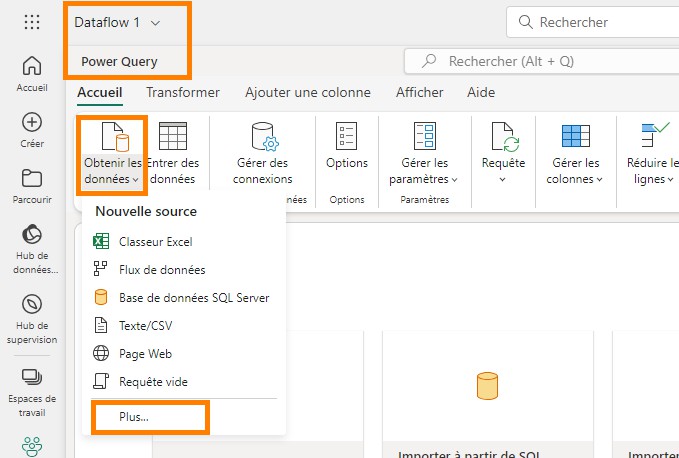 Dataflow 1
Rechercher
Power Query
Rechercher (Alt + Q)
Accueil
Transformer
Ajouter une colonne
Afficher
Aide
Obtenir les données
Entrer des données
Gérer des connexions
Options
Gérer les paramètres
Requête
Gérer les colonnes
Réduire le
lignes
nées
Options
Paramètres
Nouvelle source
Classeur Excel
Flux de données
Base de données SQL Server
Texte/CSV
Page Web
Requête vide
Plus...
Accueil
Créer
Parcourir
Hub de
données...
Hub de
supervision
Espaces de
travail
Importer à partir de SQL